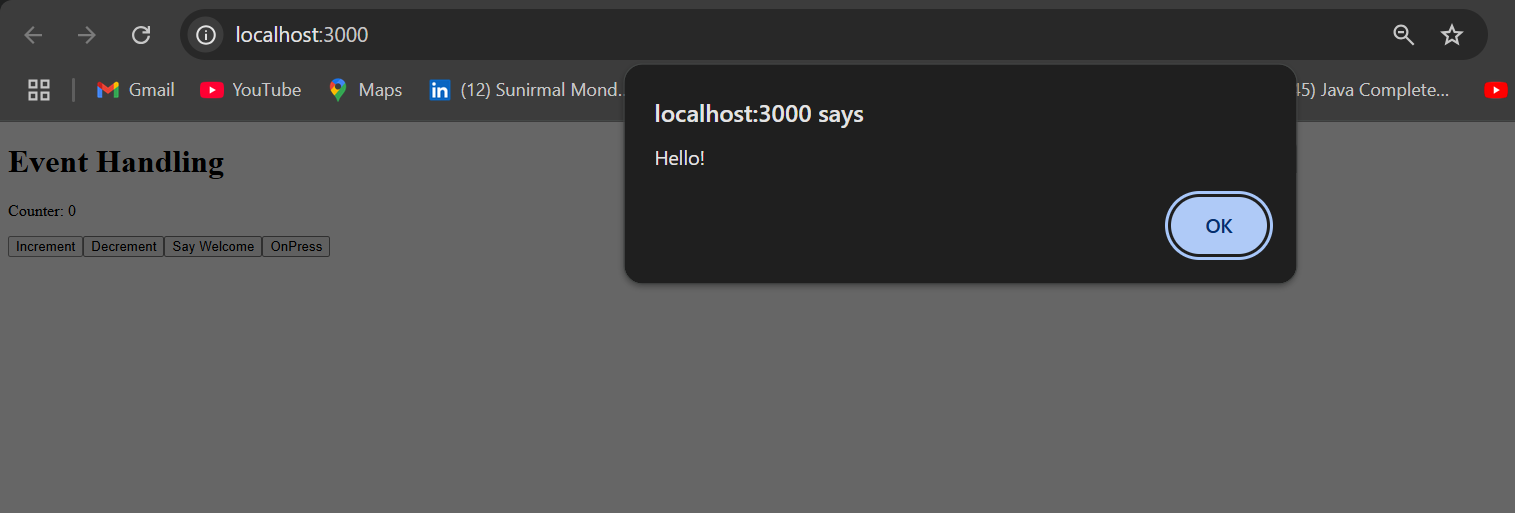 localhost:3000
Gmail YouTube Maps (12) Sunirmal Mond... 45) Java Complete...
localhost:3000 says
Hello!
OK
Event Handling
Counter: 0
Increment Decrement Say Welcome OnPress